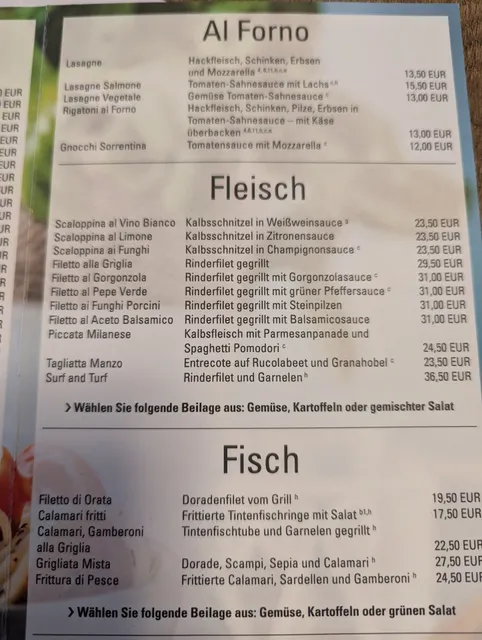 Al Forno
Lasagne Hackfleisch, Schinken, Erbsen
und Mozzarella 13,50 EUR
Lasagne Salmone Tomaten-Sahnesauce mit Lachs 15,50 EUR
Lasagne Vegetale Gemüse Tomaten-Sahnesauce 13,00 EUR
Rigatoni al Forno Hackfleisch, Schinken, Pilze, Erbsen in
Tomaten-Sahnesauce – mit Käse
überbacken 13,00 EUR
Gnocchi Sorrentina Tomatensauce mit Mozzarella 12,00 EUR
Fleisch
Scaloppina al Vino Bianco Kalbsschnitzel in Weißweinsauce 23,50 EUR
Scaloppina al Limone Kalbsschnitzel in Zitronensauce 23,50 EUR
Scaloppina ai Funghi Kalbsschnitzel in Champignonsauce c 23,50 EUR
Filetto alla Griglia Rinderfilet gegrillt 29,50 EUR
Filetto al Gorgonzola Rinderfilet gegrillt mit Gorgonzolasauce c 31,00 EUR
Filetto al Pepe Verde Rinderfilet gegrillt mit grüner Pfeffersauce c 31,00 EUR
Filetto ai Funghi Porcini Rinderfilet gegrillt mit Steinpilzen 31,00 EUR
Filetto al Aceto Balsamico Rinderfilet gegrillt mit Balsamicosauce 31,00 EUR
Piccata Milanese Kalbsfleisch mit Parmesanpanade und
Spaghetti Pomodori c 24,50 EUR
Tagliatta Manzo Entrecote auf Rucolabeet und Granahobel c 23,50 EUR
Surf and Turf Rinderfilet und Garnelen h 36,50 EUR
> Wählen Sie folgende Beilage aus: Gemüse, Kartoffeln oder gemischter Salat
Fisch
Filetto di Orata Doradenfilet vom Grill h 19,50 EUR
Calamari fritti Frittierte Tintenfischringe mit Salat b1,h 17,50 EUR
Calamari, Gamberoni Tintenfischtube und Garnelen gegrillt h
alla Griglia 22,50 EUR
Grigliata Mista Dorade, Scampi, Sepia und Calamari h 27,50 EUR
Frittura di Pesce Frittierte Calamari, Sardellen und Gamberoni h 24,50 EUR
> Wählen Sie folgende Beilage aus: Gemüse, Kartoffeln oder grünen Salat